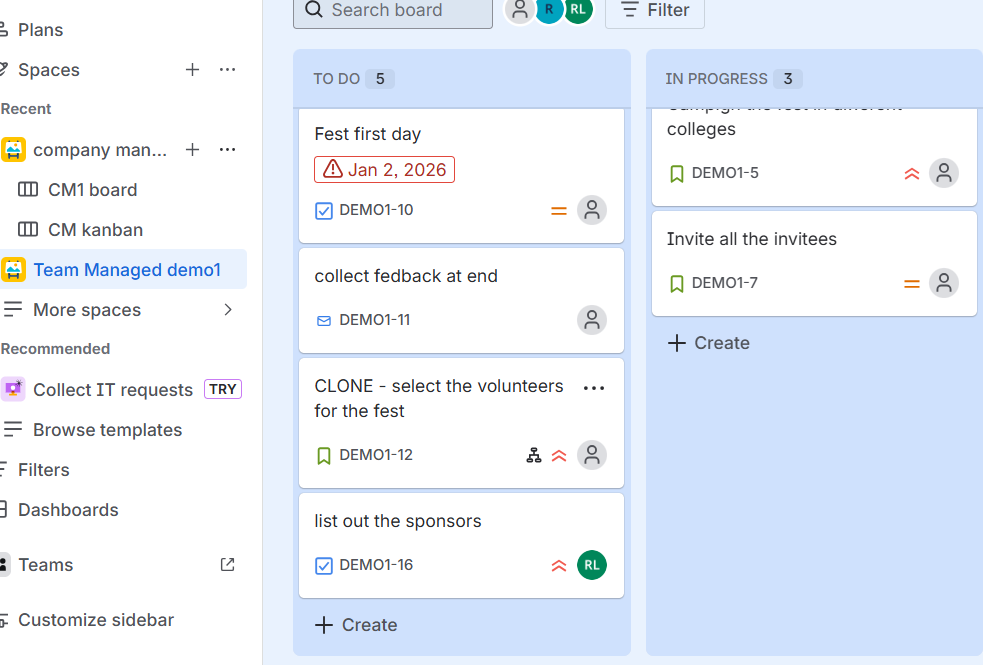 Plans
Spaces
Recent
company man...
CM1 board
CM kanban
Team Managed demo1
More spaces
Recommended
Collect IT requests TRY
Browse templates
Filters
Dashboards
Teams
Customize sidebar
Search board
R
RL
Filter
TO DO 5
Fest first day
Jan 2, 2026
DEMO1-10
collect fedback at end
DEMO1-11
CLONE - select the volunteers
for the fest
DEMO1-12
list out the sponsors
DEMO1-16
RL
Create
IN PROGRESS 3
colleges
DEMO1-5
Invite all the invitees
DEMO1-7
Create